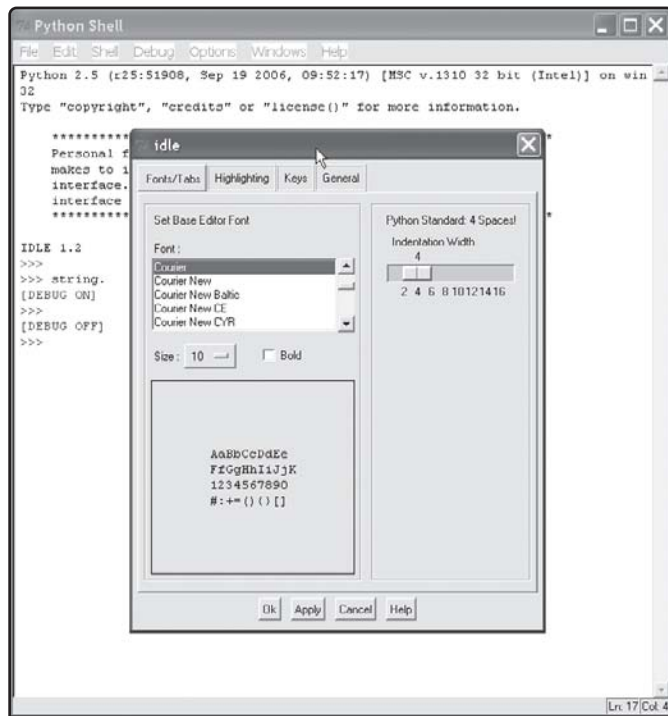 Python Shell
File Edit Shell Debug Options Windows Help
Python 2.5 (r25:51908, Sep 19 2006, 09:52:17) [MSC v.1310 32 bit (Intel)] on win
32
Type "copyright", "credits" or "license()" for more information.
Personal
makes to
interface.
interface
IDLE 1.2
>>>
>>> string.
[DEBUG ON]
>>>
[DEBUG OFF]
>>>
idle
Fonts/Tabs Highlighting Keys General
Set Base Editor Font
Font :
Courier
Courier New
Courier New Baltic
Courier New CE
Courier New CYR
Size : 10 Bold
AaBbCcDdEe
FfGgHhIiJjK
1234567890
#:+=(){}[]
Python Standard: 4 Spaces!
Indentation Width
4
2 4 6 8 10 12 14 16
Ok Apply Cancel Help
Ln: 17 Col: 4